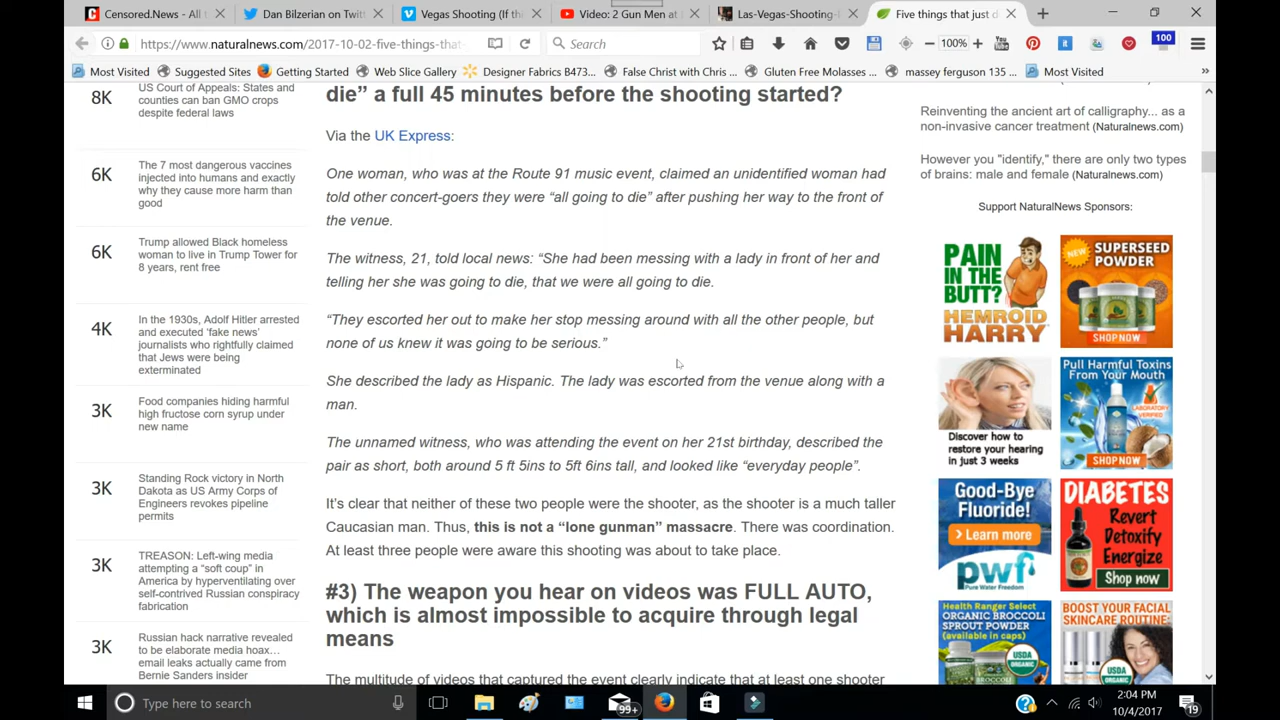 Censored.News - All t
Dan Bilzerian on Twitt
Vegas Shooting (If the
Video: 2 Gun Men at
Las-Vegas-Shooting-
Five things that just d
https://www.naturalnews.com/2017-10-02-five-things-that-
Search
100%
100
Most Visited
Suggested Sites
Getting Started
Web Slice Gallery
Designer Fabrics B473...
False Christ with Chris ...
Gluten Free Molasses ...
massey ferguson 135 ...
Most Visited
8K
US Court of Appeals: States and
counties can ban GMO crops
despite federal laws
6K
The 7 most dangerous vaccines
injected into humans and exactly
why they cause more harm than
good
6K
Trump allowed Black homeless
woman to live in Trump Tower for
8 years, rent free
4K
In the 1930s, Adolf Hitler arrested
and executed ‘fake news’
journalists who rightfully claimed
that Jews were being
exterminated
3K
Food companies hiding harmful
high fructose corn syrup under
new name
3K
Standing Rock victory in North
Dakota as US Army Corps of
Engineers revokes pipeline
permits
3K
TREASON: Left-wing media
attempting a “soft coup” in
America by hyperventilating over
self-contrived Russian conspiracy
fabrication
3K
Russian hack narrative revealed
to be elaborate media hoax…
email leaks actually came from
Bernie Sanders insider
die” a full 45 minutes before the shooting started?
Via the UK Express:
One woman, who was at the Route 91 music event, claimed an unidentified woman had
told other concert-goers they were “all going to die” after pushing her way to the front of
the venue.
The witness, 21, told local news: “She had been messing with a lady in front of her and
telling her she was going to die, that we were all going to die.
“They escorted her out to make her stop messing around with all the other people, but
none of us knew it was going to be serious.”
She described the lady as Hispanic. The lady was escorted from the venue along with a
man.
The unnamed witness, who was attending the event on her 21st birthday, described the
pair as short, both around 5 ft 5ins to 5ft 6ins tall, and looked like “everyday people”.
It’s clear that neither of these two people were the shooter, as the shooter is a much taller
Caucasian man. Thus, this is not a “lone gunman” massacre. There was coordination.
At least three people were aware this shooting was about to take place.
#3) The weapon you hear on videos was FULL AUTO,
which is almost impossible to acquire through legal
means
The multitude of videos that captured the event clearly indicate that at least one shooter
Reinventing the ancient art of calligraphy... as a
non-invasive cancer treatment (Naturalnews.com)
However you "identify," there are only two types
of brains: male and female (Naturalnews.com)
Support NaturalNews Sponsors:
PAIN
IN THE
BUTT?
HEMROID
HARRY
NEW
SUPERSEED
POWDER
SHOP NOW
Discover how to
restore your hearing
in just 3 weeks
Pull Harmful Toxins
From Your Mouth
LABORATORY
VERIFIED
SHOP NOW
Good-Bye
Fluoride!
Learn more
pwf
Pure Water Freedom
DIABETES
Revert
Detoxify
Energize
Shop now
Health Ranger Select
ORGANIC BROCCOLI
SPROUT POWDER
(available in caps)
USDA
ORGANIC
BOOST YOUR FACIAL
SKINCARE ROUTINE:
USDA
ORGANIC
Type here to search
99+
2:04 PM
10/4/2017
19